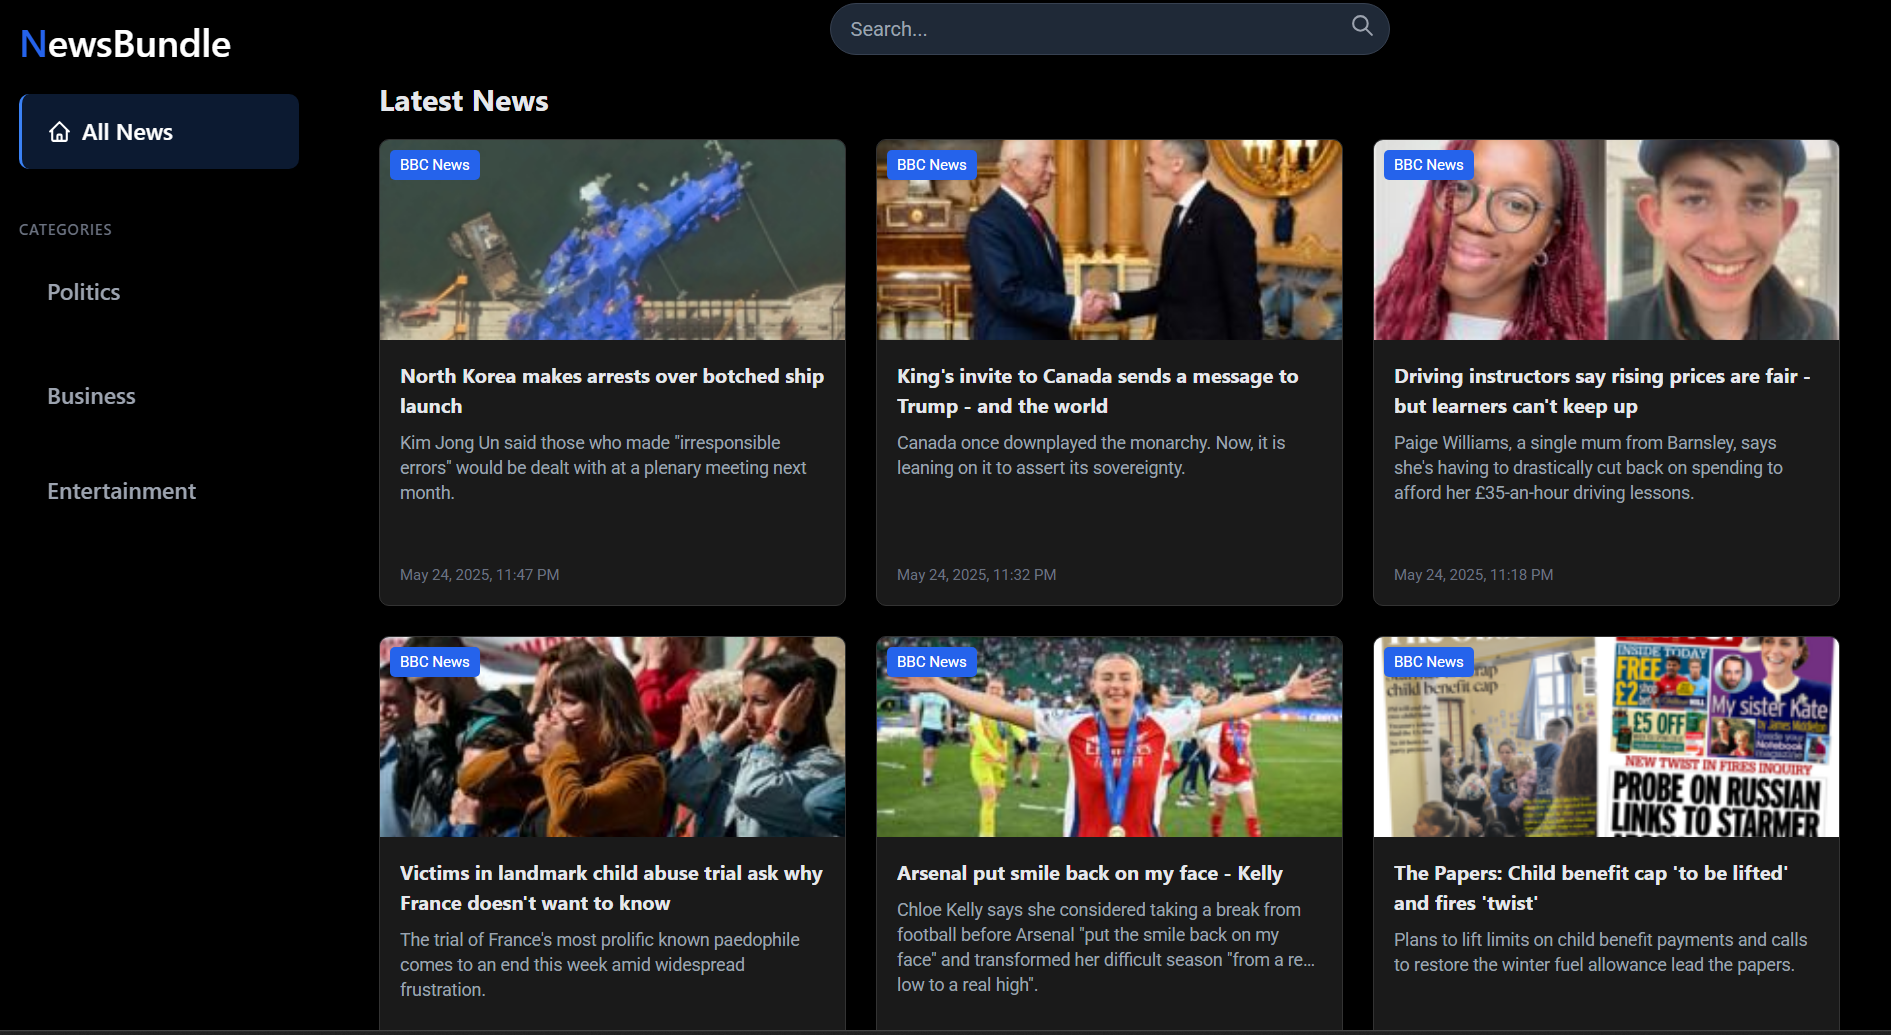 NewsBundle
Search...
All News
CATEGORIES
Politics
Business
Entertainment
Latest News
BBC News
North Korea makes arrests over botched ship
launch
Kim Jong Un said those who made "irresponsible
errors" would be dealt with at a plenary meeting next
month.
May 24, 2025, 11:47 PM
BBC News
King's invite to Canada sends a message to
Trump - and the world
Canada once downplayed the monarchy. Now, it is
leaning on it to assert its sovereignty.
May 24, 2025, 11:32 PM
BBC News
Driving instructors say rising prices are fair -
but learners can't keep up
Paige Williams, a single mum from Barnsley, says
she's having to drastically cut back on spending to
afford her £35-an-hour driving lessons.
May 24, 2025, 11:18 PM
BBC News
Victims in landmark child abuse trial ask why
France doesn't want to know
The trial of France's most prolific known paedophile
comes to an end this week amid widespread
frustration.
BBC News
Arsenal put smile back on my face - Kelly
Chloe Kelly says she considered taking a break from
football before Arsenal "put the smile back on my
face" and transformed her difficult season "from a re...
low to a real high".
BBC News
child benefit cap
INSIDE TODAY
FREE
£2
£5 OFF
My sister Kate
by James Middleton
Notebook
magazine
NEW TWIST IN FIRES INQUIRY
PROBE ON RUSSIAN
LINKS TO STARMER
The Papers: Child benefit cap 'to be lifted'
and fires 'twist'
Plans to lift limits on child benefit payments and calls
to restore the winter fuel allowance lead the papers.